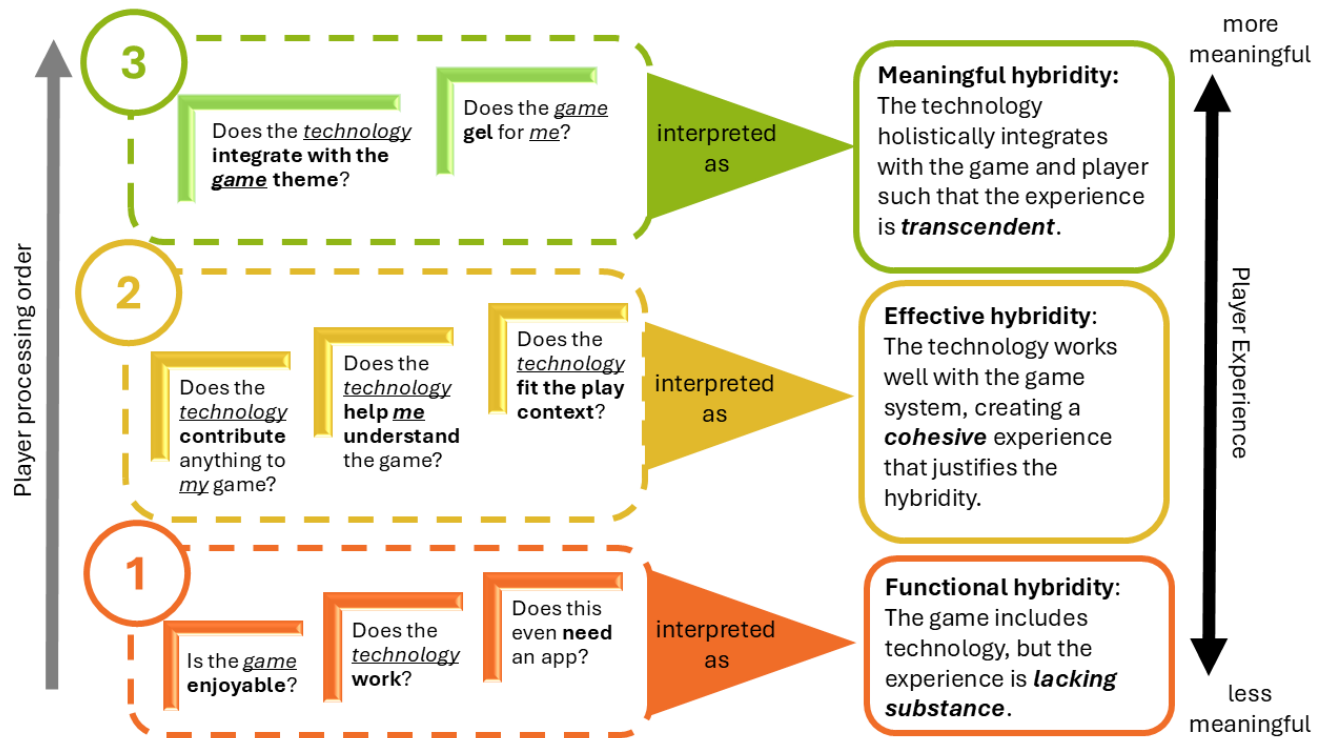 Player processing order
3
Does the technology
integrate with the
game theme?
Does the game
gel for me?
interpreted
as
Meaningful hybridity:
The technology
holistically integrates
with the game and player
such that the experience
is transcendent.
2
Does the
technology
contribute
anything to
my game?
Does the
technology
help me
understand
the game?
Does the
technology
fit the play
context?
interpreted
as
Effective hybridity:
The technology works
well with the game
system, creating a
cohesive experience
that justifies the
hybridity.
1
Is the game
enjoyable?
Does the
technology
work?
Does this
even need
an app?
interpreted
as
Functional hybridity:
The game includes
technology, but the
experience is lacking
substance.
more
meaningful
Player Experience
less
meaningful